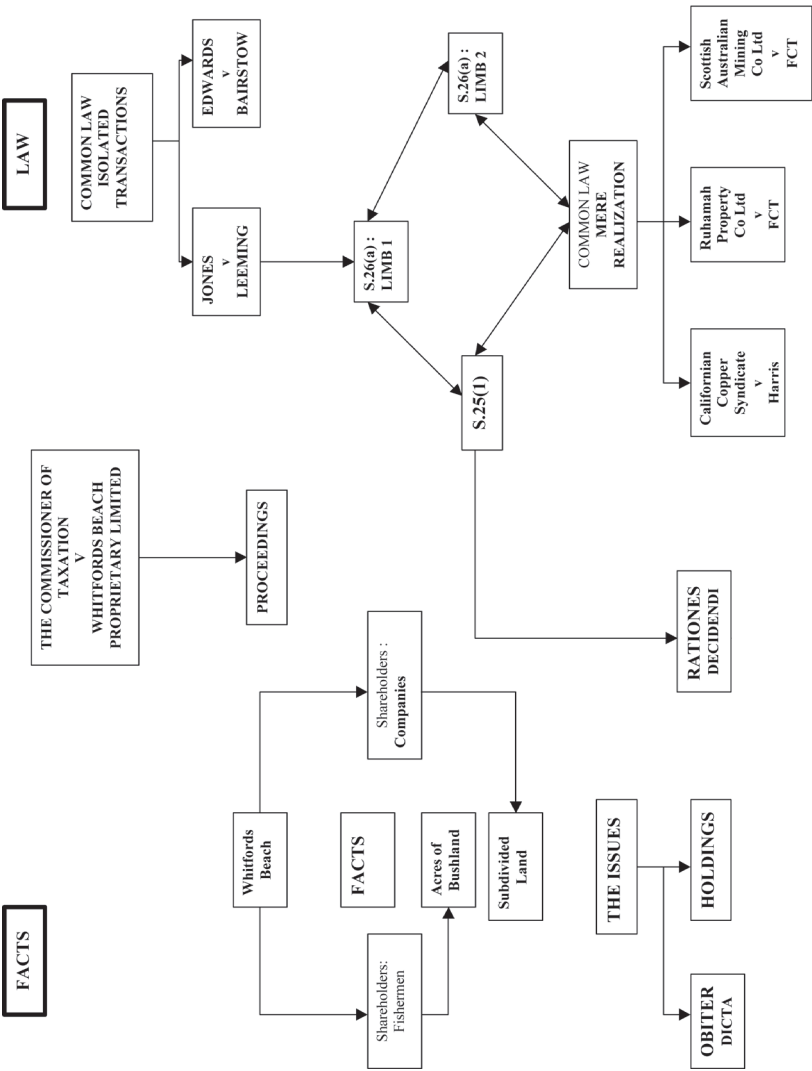 FACTS
LAW
THE COMMISSIONER OF
TAXATION
V
WHITFORDS BEACH
PROPRIETARY LIMITED
PROCEEDINGS
COMMON LAW
ISOLATED
TRANSACTIONS
JONES
v
LEEMING
EDWARDS
v
BAIRSTOW
Whitfords
Beach
Shareholders:
Fishermen
FACTS
Shareholders :
Companies
Acres of
Bushland
Subdivided
Land
S.26(a) :
LIMB 1
S.26(a) :
LIMB 2
S.25(1)
COMMON LAW
MERE
REALIZATION
THE ISSUES
OBITER
DICTA
HOLDINGS
RATIONES
DECIDENDI
Californian
Copper
Syndicate
v
Harris
Ruhamah
Property
Co Ltd
v
FCT
Scottish
Australian
Mining
Co Ltd
v
FCT